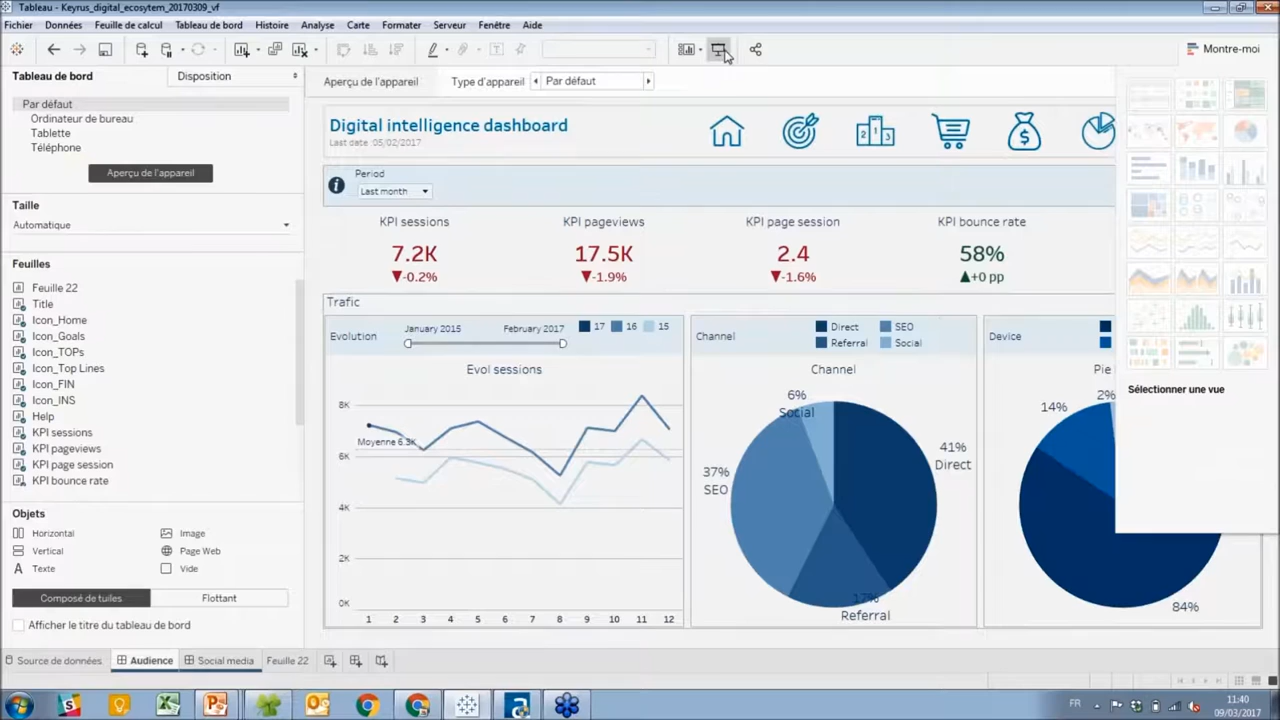 Tableau - Keyrus_digital_ecosytem_20170309_vf
Fichier Données Feuille de calcul Tableau de bord Histoire Analyse Carte Formater Serveur Fenêtre Aide
Montre-moi
Tableau de bord Disposition
Aperçu de l'appareil Type d'appareil Par défaut
Par défaut
Ordinateur de bureau
Tablette
Téléphone
Aperçu de l'appareil
Taille
Automatique
Feuilles
Feuille 22
Title
Icon_Home
Icon_Goals
Icon_TOPs
Icon_Top Lines
Icon_FIN
Icon_INS
Help
KPI sessions
KPI pageviews
KPI page session
KPI bounce rate
Objets
Horizontal Image
Vertical Page Web
A Texte Vide
Composé de tuiles Flottant
Afficher le titre du tableau de bord
Digital intelligence dashboard
Last date :05/02/2017
1 2 3
$
Period
Last month
KPI sessions KPI pageviews KPI page session KPI bounce rate
7.2K 17.5K 2.4 58%
▼-0.2% ▼-1.9% ▼-1.6% ▲+0 pp
Trafic
Evolution January 2015 February 2017 17 16 15
Evol sessions
8K
6K
4K
2K
0K
Moyenne 6.3K
1 2 3 4 5 6 7 8 9 10 11 12
Channel Direct SEO
Referral Social
Channel
6%
Social
41%
Direct
37%
SEO
17%
Referral
Device
Pie
2%
14%
84%
Sélectionner une vue
Source de données Audience Social media Feuille 22
FR
11:40
09/03/2017